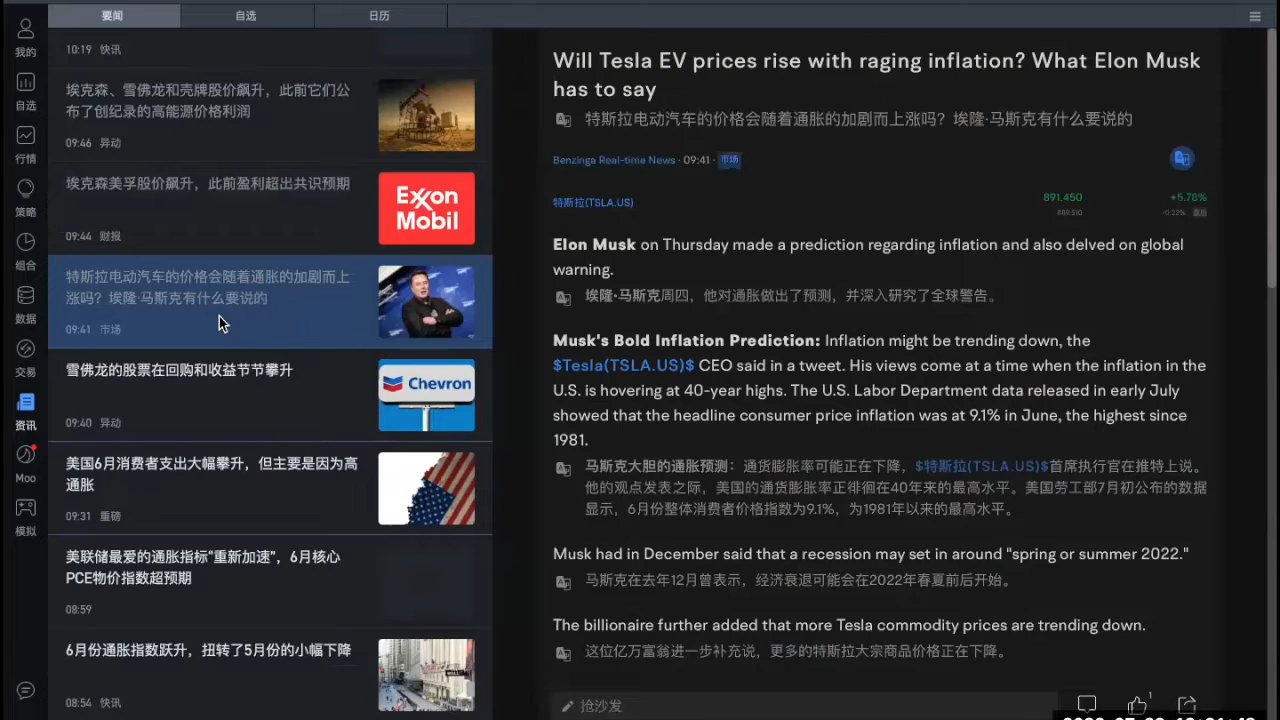 要闻
自选
日历
我的
自选
行情
策略
组合
数据
交易
资讯
Moo
模拟
10:19 快讯
埃克森、雪佛龙和壳牌股价飙升，此前它们公
布了创纪录的高能源价格利润
09:46 异动
埃克森美孚股价飙升，此前盈利超出共识预期
09:44 财报
Exxon
Mobil
特斯拉电动汽车的价格会随着通胀的加剧而上
涨吗？埃隆·马斯克有什么要说的
09:41 市场
雪佛龙的股票在回购和收益节节攀升
09:40 异动
Chevron
美国6月消费者支出大幅攀升，但主要是因为高
通胀
09:31 重磅
美联储最爱的通胀指标"重新加速"，6月核心
PCE物价指数超预期
08:59
6月份通胀指数跃升，扭转了5月份的小幅下降
08:54 快讯
Will Tesla EV prices rise with raging inflation? What Elon Musk
has to say
特斯拉电动汽车的价格会随着通胀的加剧而上涨吗？埃隆·马斯克有什么要说的
Benzinga Real-time News · 09:41 · 市场
特斯拉(TSLA.US)
891.450
+5.78%
Elon Musk on Thursday made a prediction regarding inflation and also delved on global
warning.
埃隆·马斯克周四，他对通胀做出了预测，并深入研究了全球警告。
Musk's Bold Inflation Prediction: Inflation might be trending down, the
$Tesla(TSLA.US)$ CEO said in a tweet. His views come at a time when the inflation in the
U.S. is hovering at 40-year highs. The U.S. Labor Department data released in early July
showed that the headline consumer price inflation was at 9.1% in June, the highest since
1981.
马斯克大胆的通胀预测：通货膨胀率可能正在下降，$特斯拉(TSLA.US)$首席执行官在推特上说。
他的观点发表之际，美国的通货膨胀率正徘徊在40年来的最高水平。美国劳工部7月初公布的数据
显示，6月份整体消费者价格指数为9.1%，为1981年以来的最高水平。
Musk had in December said that a recession may set in around "spring or summer 2022."
马斯克在去年12月曾表示，经济衰退可能会在2022年春夏前后开始。
The billionaire further added that more Tesla commodity prices are trending down.
这位亿万富翁进一步补充说，更多的特斯拉大宗商品价格正在下降。
抢沙发
1